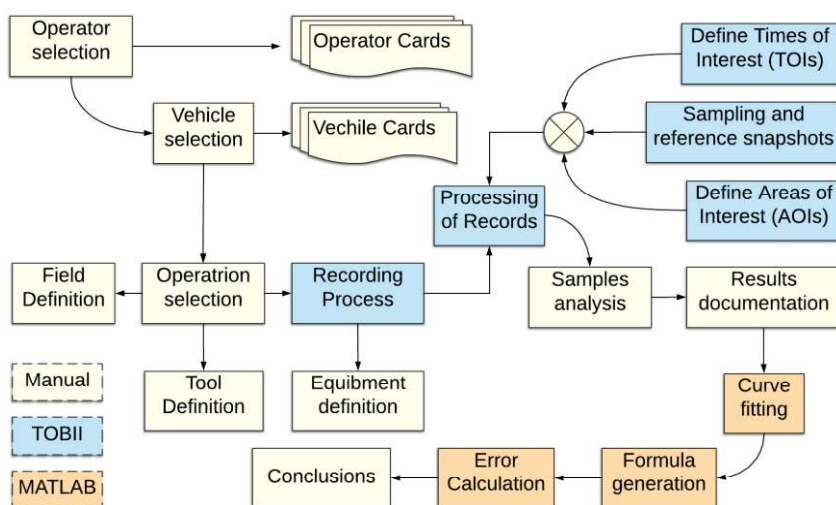 Operator
selection
Operator Cards
Define Times of
Interest (TOIs)
Vehicle
selection
Vechile Cards
Sampling and
reference snapshots
Processing
of Records
Define Areas of
Interest (AOIs)
Field
Definition
Operatrion
selection
Recording
Process
Samples
analysis
Results
documentation
Manual
Tool
Definition
Equibment
definition
Curve
fitting
TOBII
MATLAB
Conclusions
Error
Calculation
Formula
generation